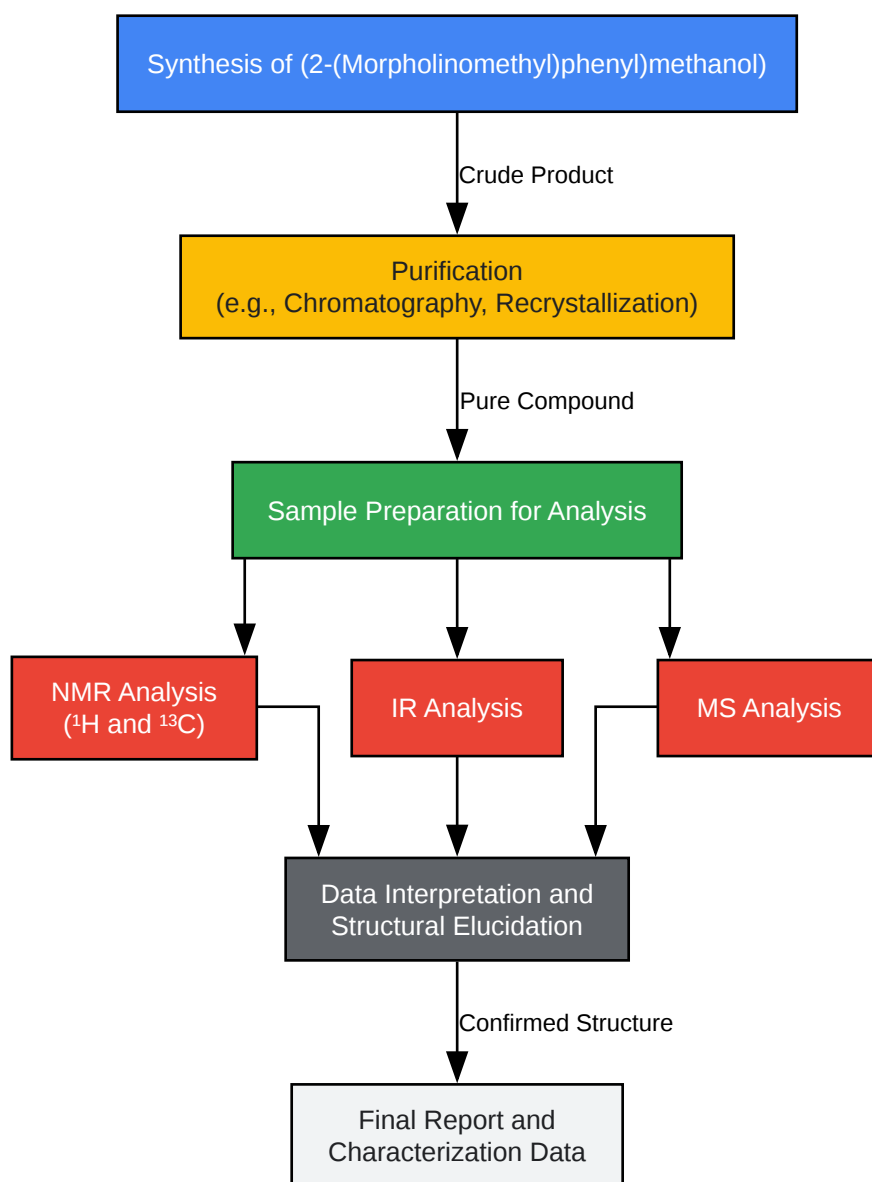 Synthesis of (2-(Morpholinomethyl)phenyl)methanol)
Crude Product
Purification
(e.g., Chromatography, Recrystallization)
Pure Compound
Sample Preparation for Analysis
NMR Analysis
(¹H and ¹³C)
IR Analysis
MS Analysis
Data Interpretation and
Structural Elucidation
Confirmed Structure
Final Report and
Characterization Data